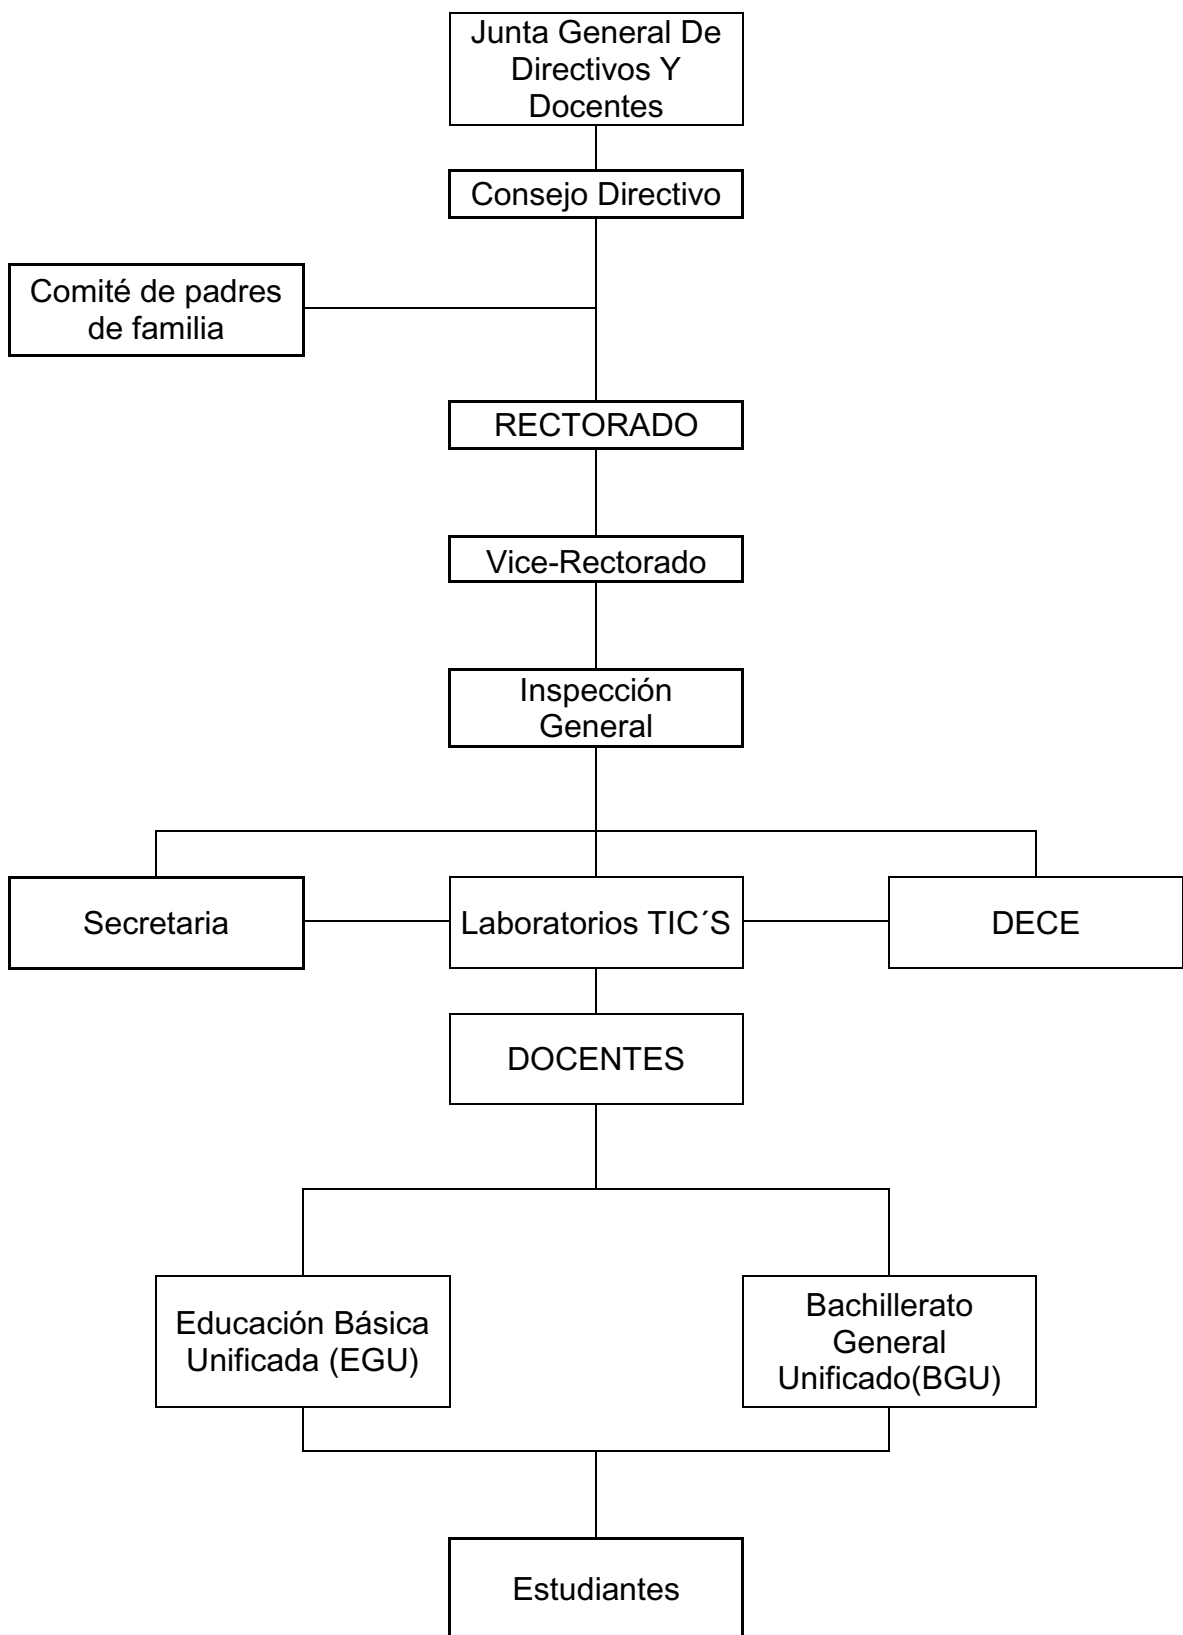 Junta General De
Directivos Y
Docentes
Consejo Directivo
Comité de padres
de familia
RECTORADO
Vice-Rectorado
Inspección
General
Secretaria
Laboratorios TIC´S
DECE
DOCENTES
Educación Básica
Unificada (EGU)
Bachillerato
General
Unificado(BGU)
Estudiantes